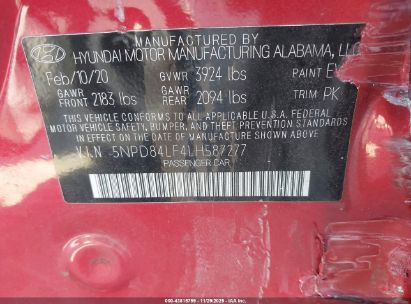 MANUFACTURED BY
HYUNDAI MOTOR MANUFACTURING ALABAMA, LLC
Feb/10/20 GVWR 3924 lbs PAINT
GAWR FRONT 2183 lbs GAWR REAR 2094 lbs TRIM PK
THIS VEHICLE CONFORMS TO ALL APPLICABLE U.S.A. FEDERAL
MOTOR VEHICLE SAFETY, BUMPER, AND THEFT PREVENTION STANDARDS
IN EFFECT ON THE DATE OF MANUFACTURE SHOWN ABOVE.
V.I.N 5NPD84LF4LH587277
PASSENGER CAR